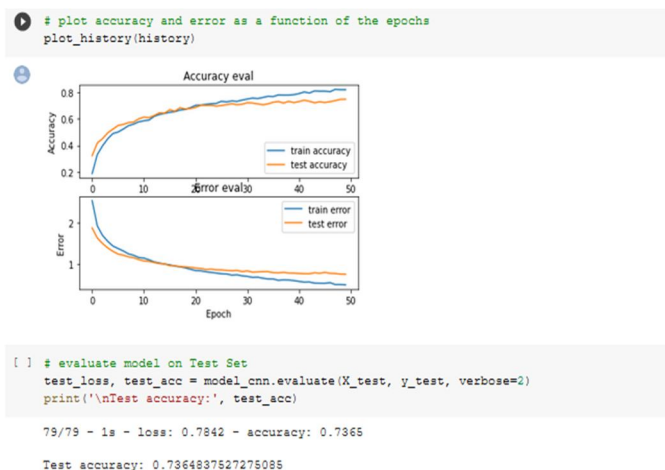 # plot accuracy and error as a function of the epochs
plot_history(history)
Accuracy eval
Accuracy
0.8
0.6
0.4
0.2
train accuracy
test accuracy
0 10 20 30 40 50
Error eval
Error
2
1
train error
test error
0 10 20 30 40 50
Epoch
[ ] # evaluate model on Test Set
test_loss, test_acc = model_cnn.evaluate(X_test, y_test, verbose=2)
print('\nTest accuracy:', test_acc)
79/79 - 1s - loss: 0.7842 - accuracy: 0.7365
Test accuracy: 0.7364837527275085